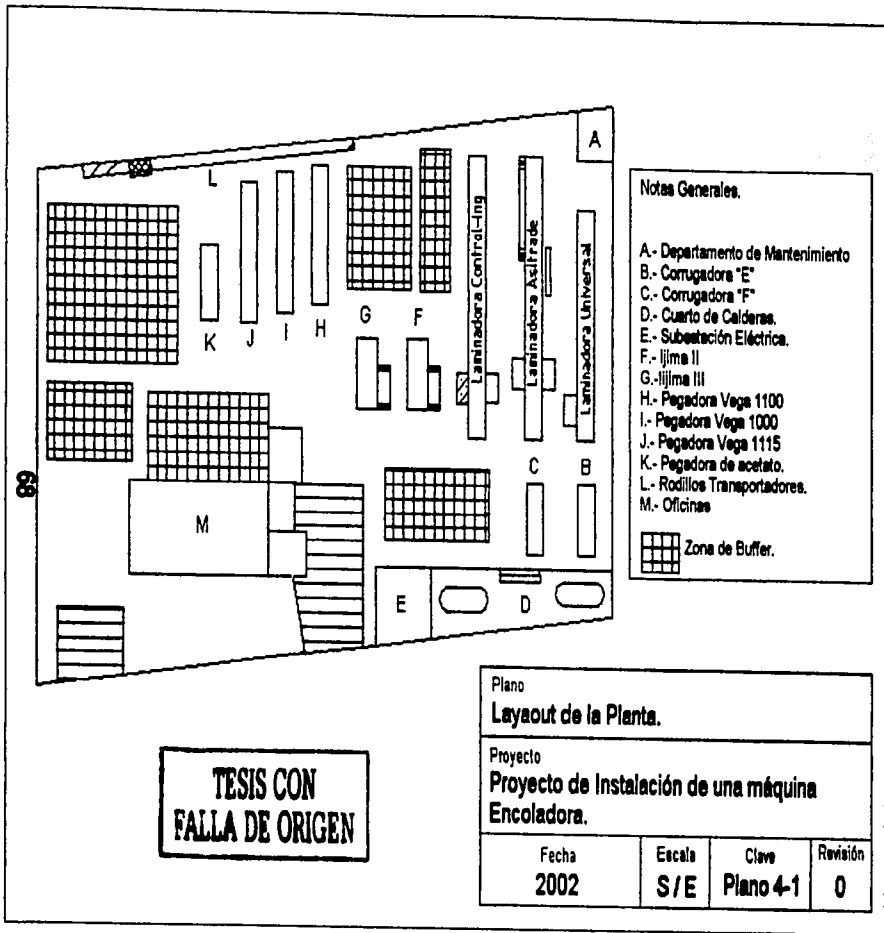 A
L
Laminadora Control-Ing
Laminadora Asitrade
Laminadora Universal
K
J
I
H
G
F
C
B
M
E
D
68
Notas Generales.
A.- Departamento de Mantenimiento
B.- Corrugadora "E"
C.- Corrugadora "F"
D.- Cuarto de Calderas.
E.- Subestación Eléctrica.
F.- Ijima II
G.-Iijima III
H.- Pegadora Vega 1100
I.- Pegadora Vega 1000
J.- Pegadora Vega 1115
K.- Pegadora de acetato.
L.- Rodillos Transportadores.
M.- Oficinas
Zona de Buffer.
Plano
Layaout de la Planta.
Proyecto
Proyecto de Instalación de una máquina
Encoladora.
Fecha
2002
Escala
S / E
Clave
Plano 4-1
Revisión
0
TESIS CON
FALLA DE ORIGEN